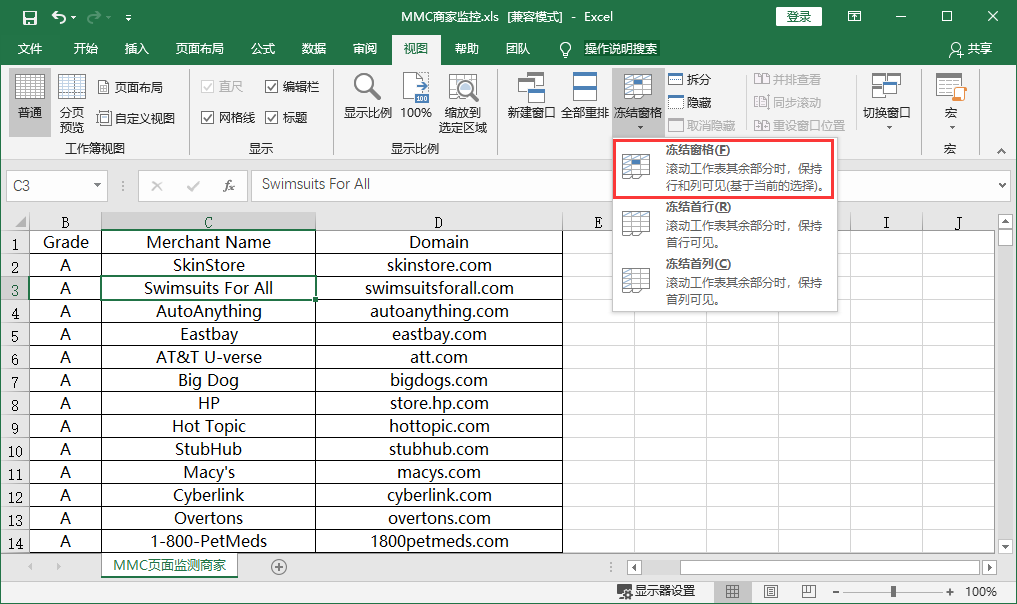 MMC商家监控.xls [兼容模式] - Excel
登录
文件 开始 插入 页面布局 公式 数据 审阅 视图 帮助 团队 操作说明搜索 共享
普通
分页
预览
页面布局
自定义视图
工作簿视图
直尺 编辑栏
网格线 标题
显示
显示比例
100
100%
缩放到
选定区域
显示比例
新建窗口
全部重排
冻结窗格
拆分
隐藏
取消隐藏
并排查看
同步滚动
重设窗口位置
切换窗口
宏
宏
冻结窗格(F)
滚动工作表其余部分时，保持
行和列可见(基于当前的选择)。
冻结首行(R)
滚动工作表其余部分时，保持
首行可见。
冻结首列(C)
滚动工作表其余部分时，保持
首列可见。
C3 fx Swimsuits For All
B C D E I J
1 Grade Merchant Name Domain
2 A SkinStore skinstore.com
3 A Swimsuits For All swimsuitsforall.com
4 A AutoAnything autoanything.com
5 A Eastbay eastbay.com
6 A AT&T U-verse att.com
7 A Big Dog bigdogs.com
8 A HP store.hp.com
9 A Hot Topic hottopic.com
10 A StubHub stubhub.com
11 A Macy's macys.com
12 A Cyberlink cyberlink.com
13 A Overtons overtons.com
14 A 1-800-PetMeds 1800petmeds.com
MMC页面监测商家
显示器设置 100%